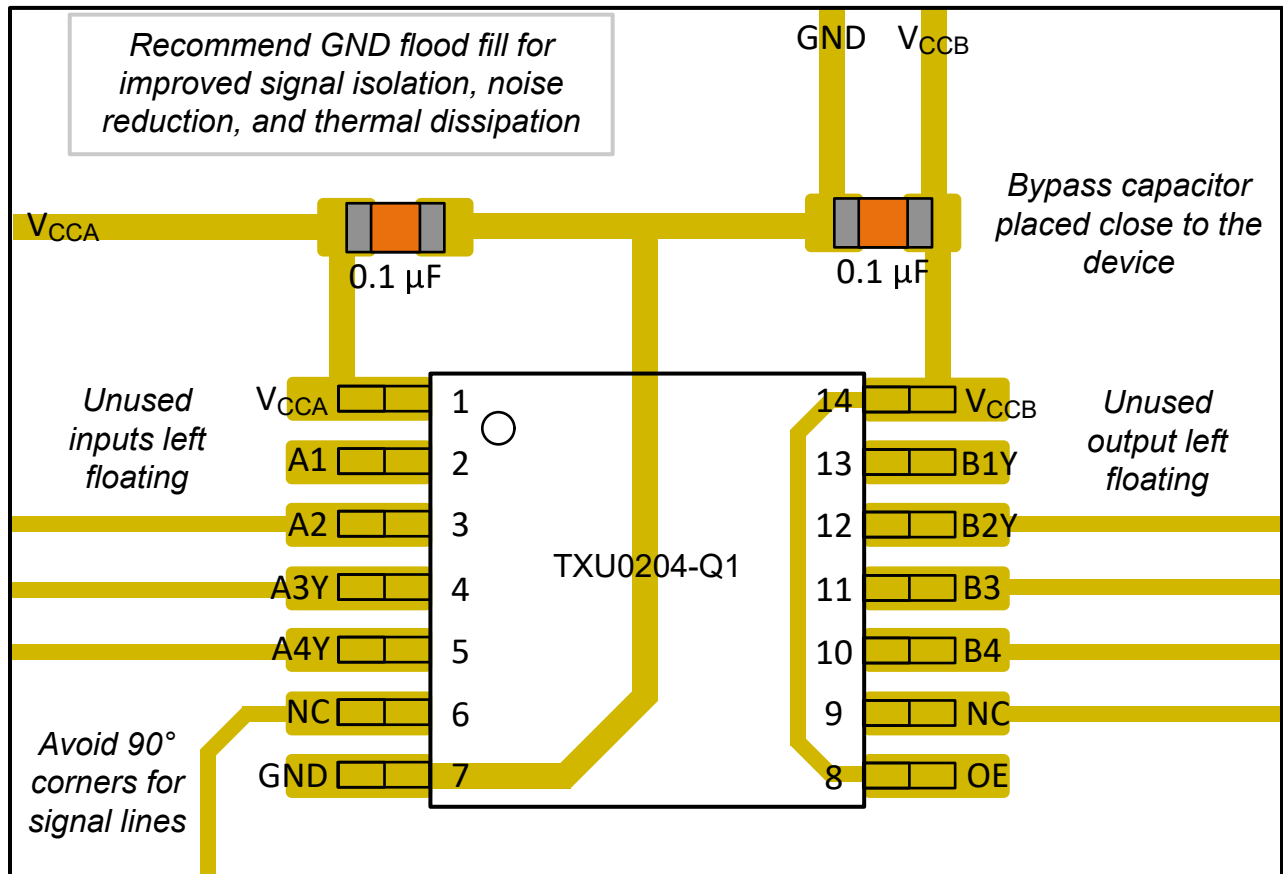 Recommend GND flood fill for
improved signal isolation, noise
reduction, and thermal dissipation
GND VCCB
VCCA
0.1 µF
0.1 µF
Bypass capacitor
placed close to the
device
Unused
inputs left
floating
VCCA 1
14 VCCB
A1 2
13 B1Y
A2 3
12 B2Y
A3Y 4
11 B3
A4Y 5
10 B4
NC 6
9 NC
GND 7
8 OE
TXU0204-Q1
Unused
output left
floating
Avoid 90°
corners for
signal lines